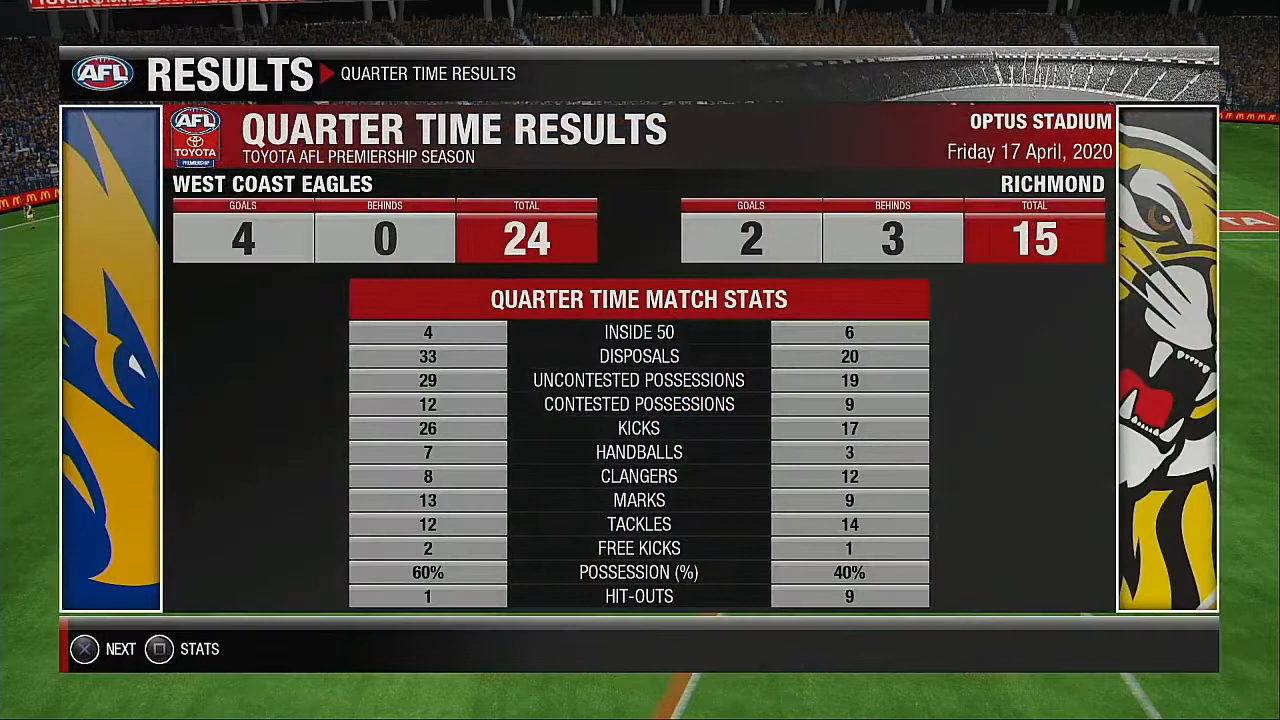 AFL RESULTS QUARTER TIME RESULTS
AFL
TOYOTA
PREMIERSHIP
QUARTER TIME RESULTS
TOYOTA AFL PREMIERSHIP SEASON
OPTUS STADIUM
Friday 17 April, 2020
WEST COAST EAGLES RICHMOND
GOALS BEHINDS TOTAL GOALS BEHINDS TOTAL
4 0 24 2 3 15
QUARTER TIME MATCH STATS
4 INSIDE 50 6
33 DISPOSALS 20
29 UNCONTESTED POSSESSIONS 19
12 CONTESTED POSSESSIONS 9
26 KICKS 17
7 HANDBALLS 3
8 CLANGERS 12
13 MARKS 9
12 TACKLES 14
2 FREE KICKS 1
60% POSSESSION (%) 40%
1 HIT-OUTS 9
NEXT STATS